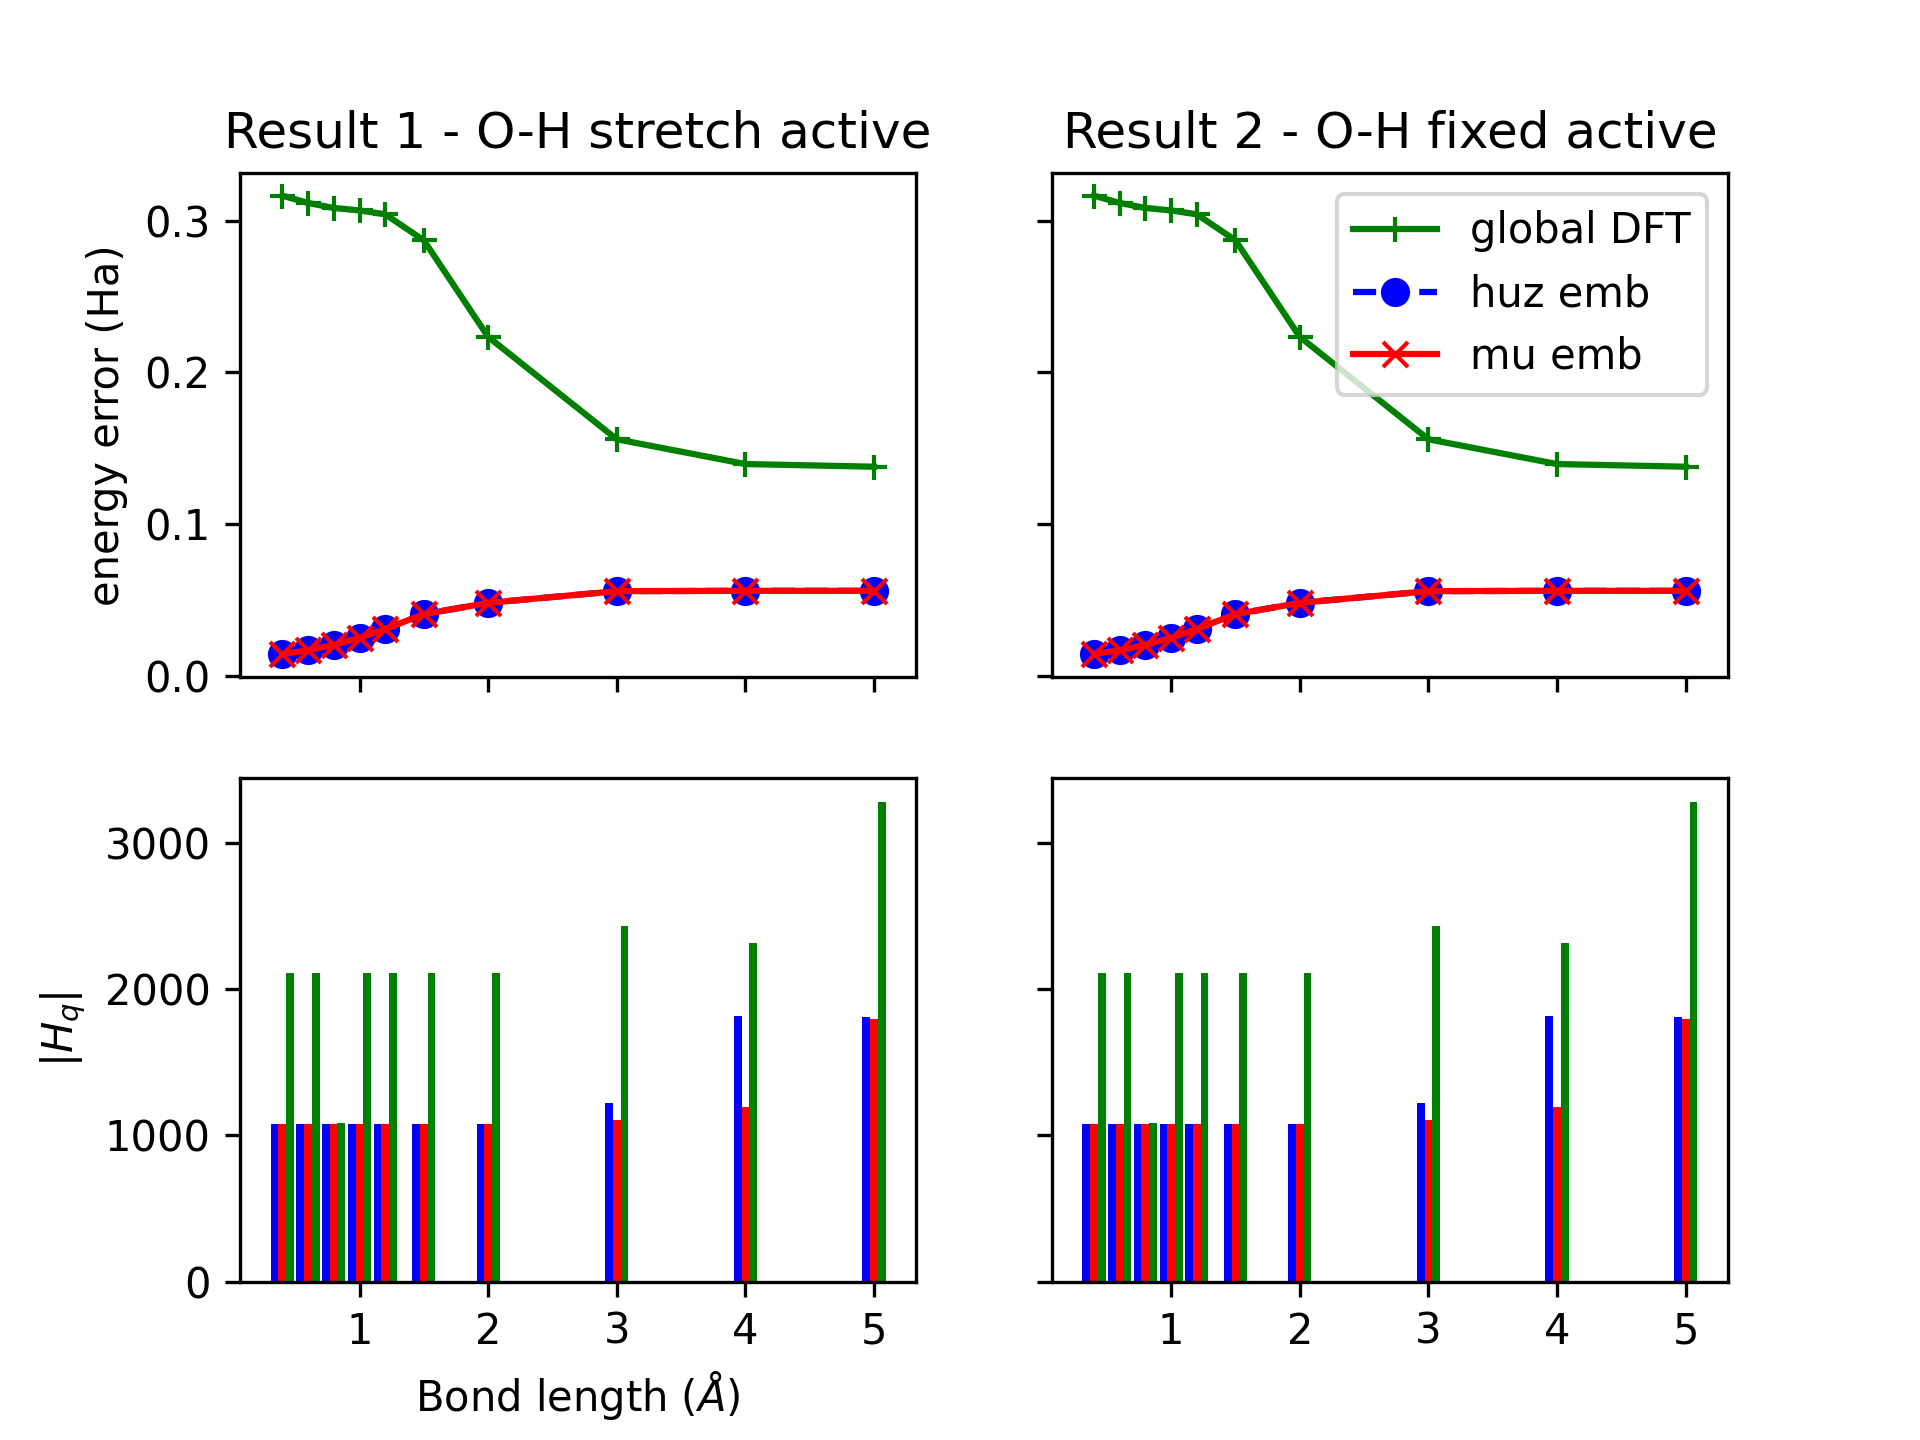 Result 1 - O-H stretch active
Result 2 - O-H fixed active
energy error (Ha)
0.3
0.2
0.1
0.0
global DFT
huz emb
mu emb
|H_q|
3000
2000
1000
0
1 2 3 4 5
1 2 3 4 5
Bond length (Å)